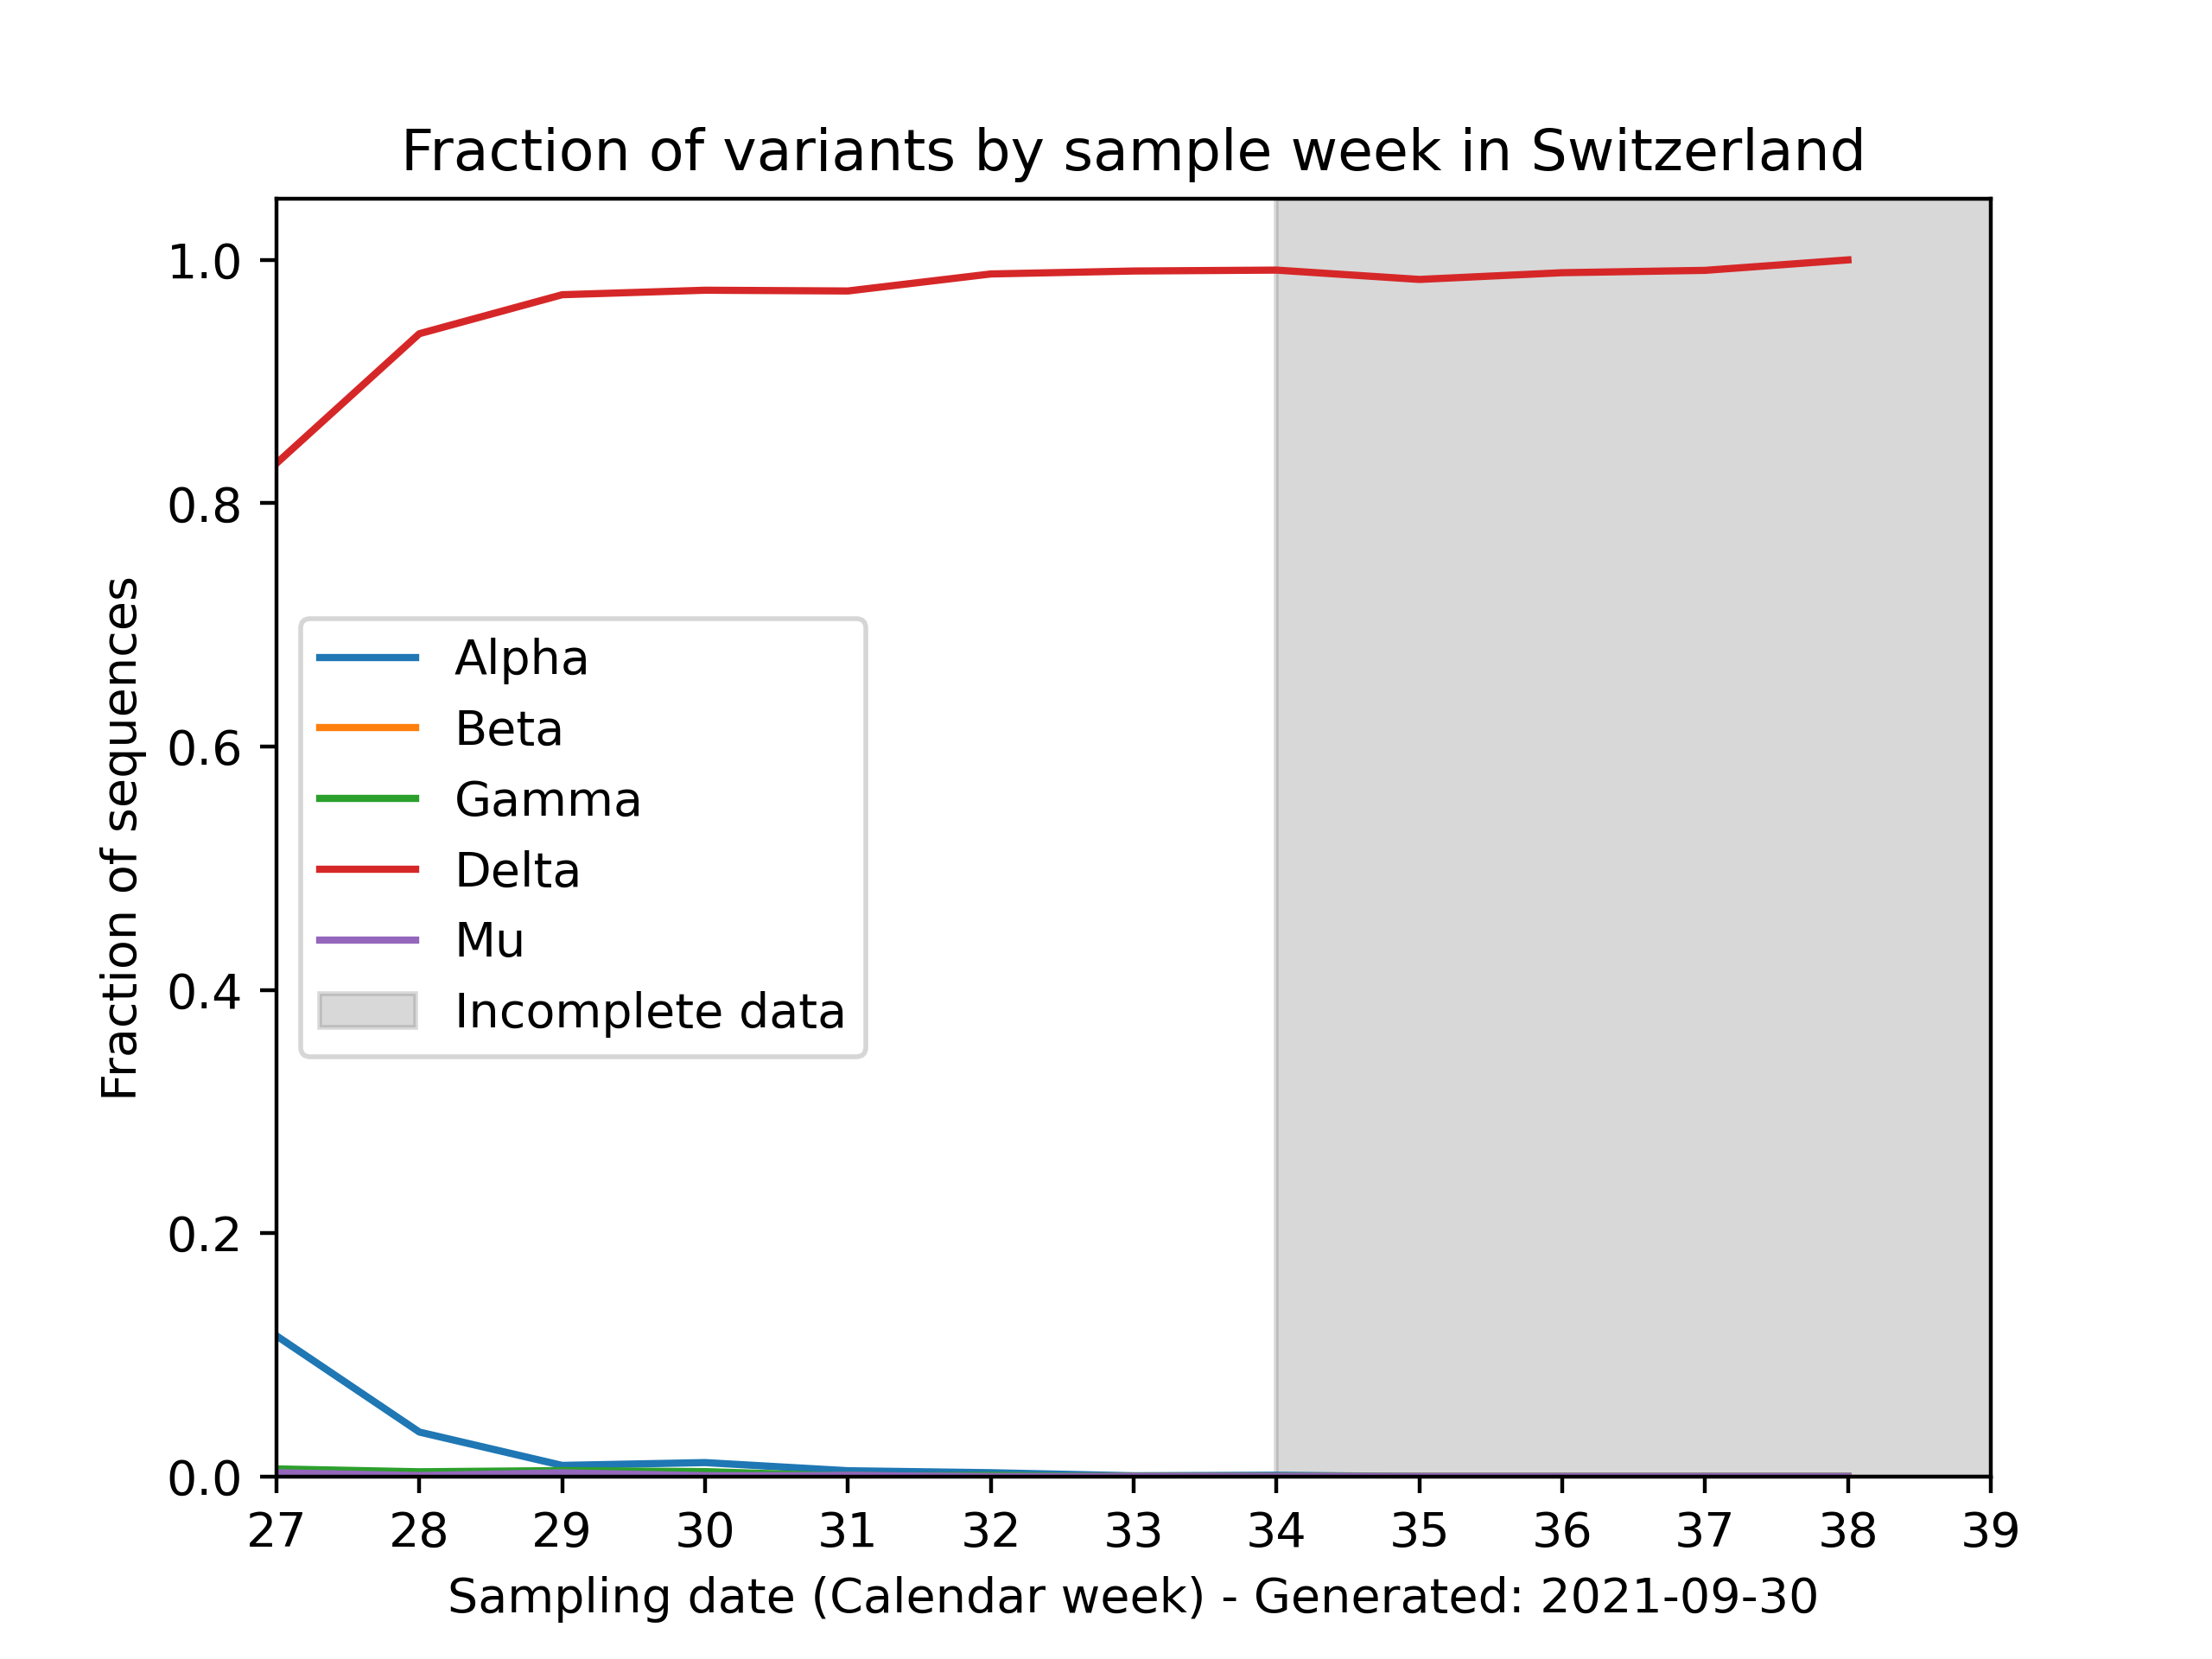 Fraction of variants by sample week in Switzerland
1.0
0.8
0.6
0.4
0.2
0.0
Fraction of sequences
Alpha
Beta
Gamma
Delta
Mu
Incomplete data
27 28 29 30 31 32 33 34 35 36 37 38 39
Sampling date (Calendar week) - Generated: 2021-09-30